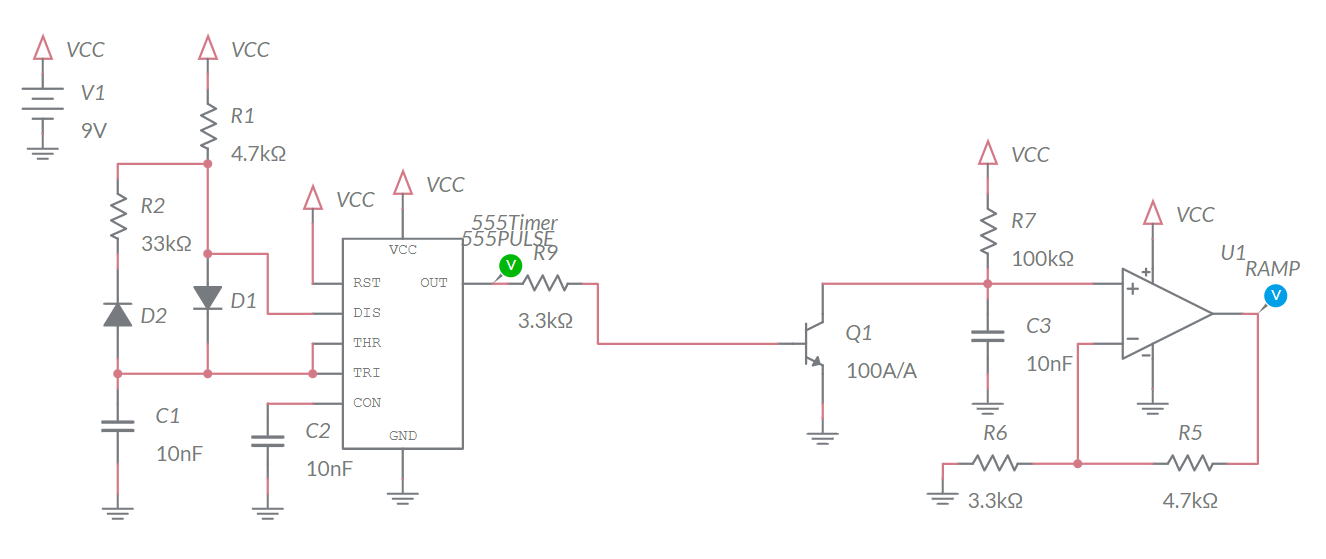 VCC
V1
9V
VCC
R1
4.7kΩ
R2
33kΩ
D2
D1
C1
10nF
C2
10nF
VCC
VCC
555Timer
555PULSE
VCC
RST
OUT
DIS
THR
TRI
CON
GND
V
R9
3.3kΩ
Q1
100A/A
VCC
R7
100kΩ
C3
10nF
VCC
U1
RAMP
V
R6
3.3kΩ
R5
4.7kΩ